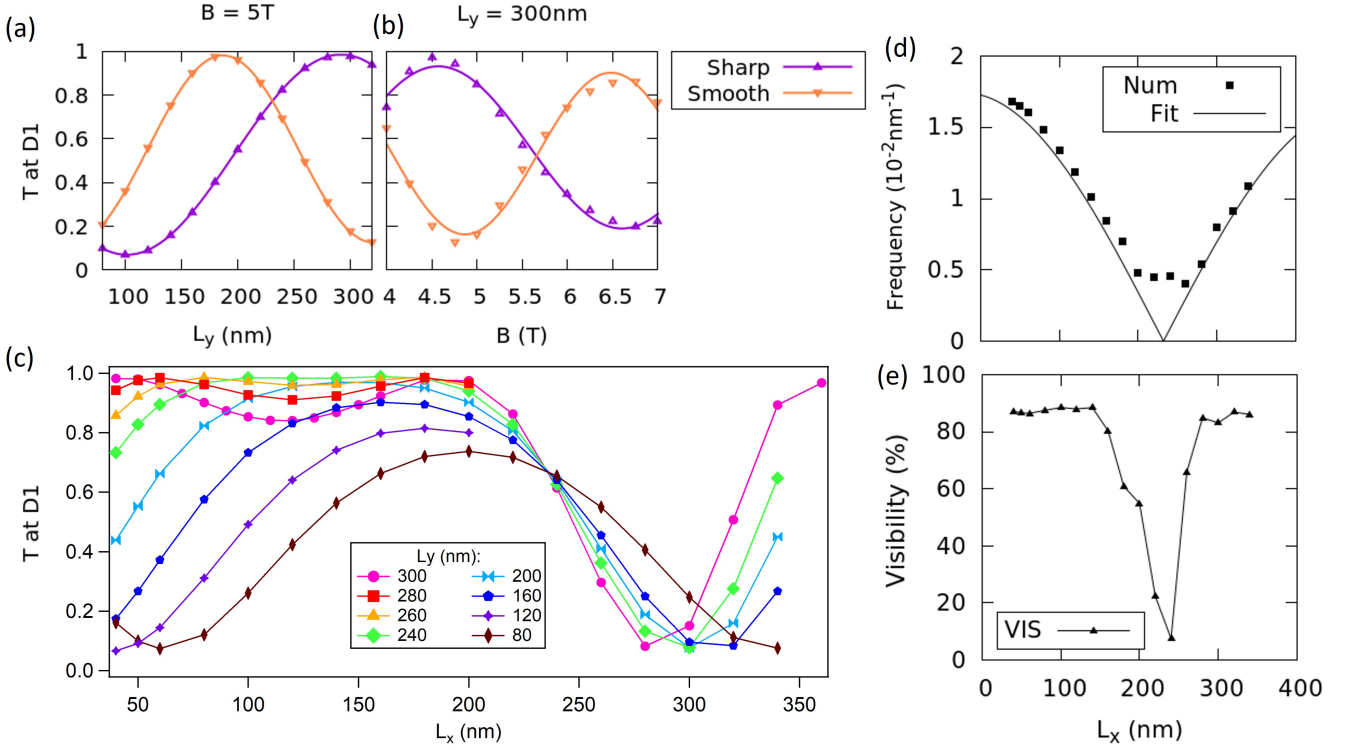 (a)
B = 5T
T at D1
1
0.8
0.6
0.4
0.2
0
100 150 200 250 300
Ly (nm)
(b)
Ly = 300nm
4 4.5 5 5.5 6 6.5 7
B (T)
Sharp
Smooth
(c)
T at D1
1.0
0.8
0.6
0.4
0.2
0.0
50 100 150 200 250 300 350
Lx (nm)
Ly (nm):
300 200
280 160
260 120
240 80
(d)
Frequency (10-2nm-1)
2
1.5
1
0.5
0
Num
Fit
(e)
Visibility (%)
100
80
60
40
20
0
VIS
0 100 200 300 400
Lx (nm)